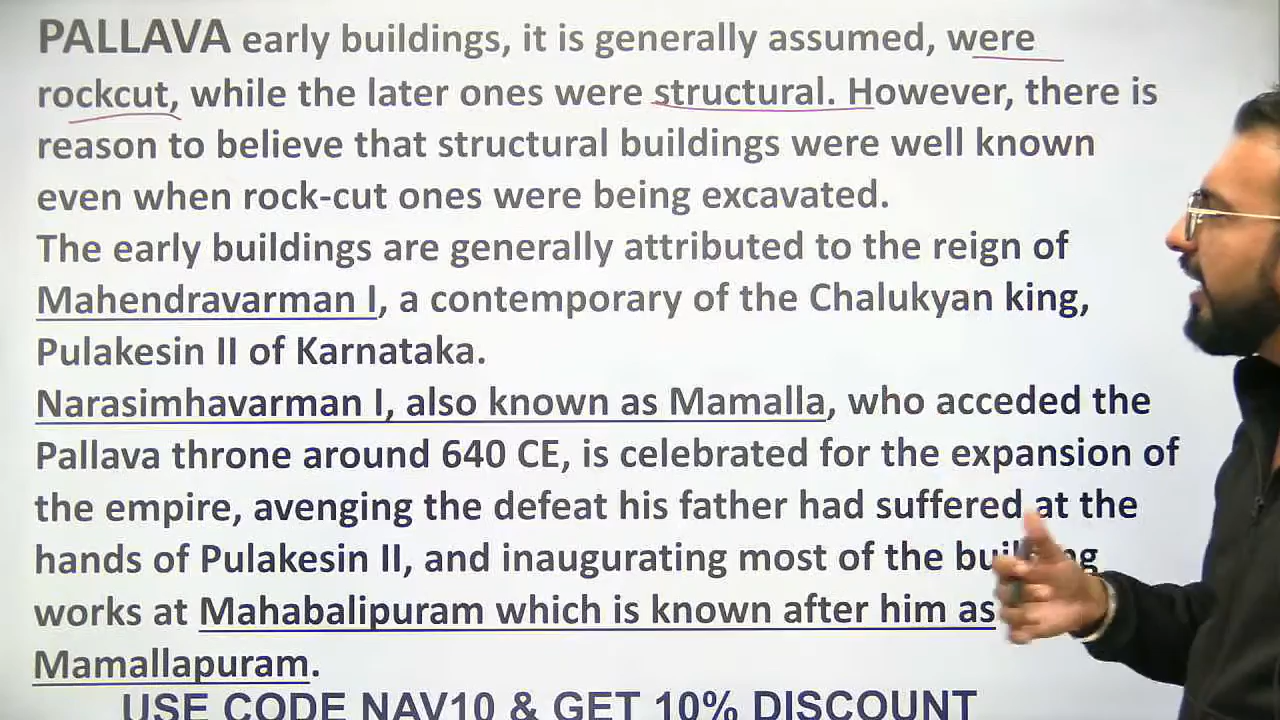 PALLAVA early buildings, it is generally assumed, were
rockcut, while the later ones were structural. However, there is
reason to believe that structural buildings were well known
even when rock-cut ones were being excavated.
The early buildings are generally attributed to the reign of
Mahendravarman I, a contemporary of the Chalukyan king,
Pulakesin II of Karnataka.
Narasimhavarman I, also known as Mamalla, who acceded the
Pallava throne around 640 CE, is celebrated for the expansion of
the empire, avenging the defeat his father had suffered at the
hands of Pulakesin II, and inaugurating most of the building
works at Mahabalipuram which is known after him as
Mamallapuram.
USE CODE NAV10 & GET 10% DISCOUNT